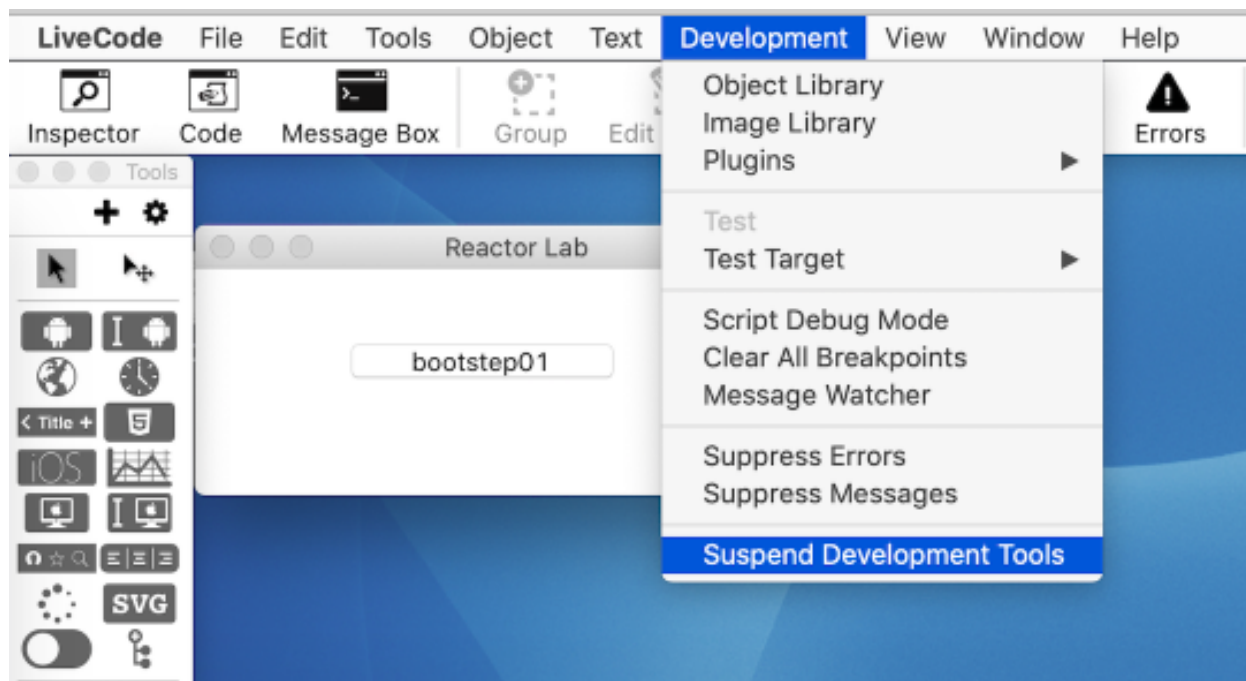 LiveCode File Edit Tools Object Text Development View Window Help
Inspector Code Message Box Group Edit Errors
Tools
Reactor Lab
bootstep01
< Title +
5
iOS
SVG
Object Library
Image Library
Plugins
Test
Test Target
Script Debug Mode
Clear All Breakpoints
Message Watcher
Suppress Errors
Suppress Messages
Suspend Development Tools